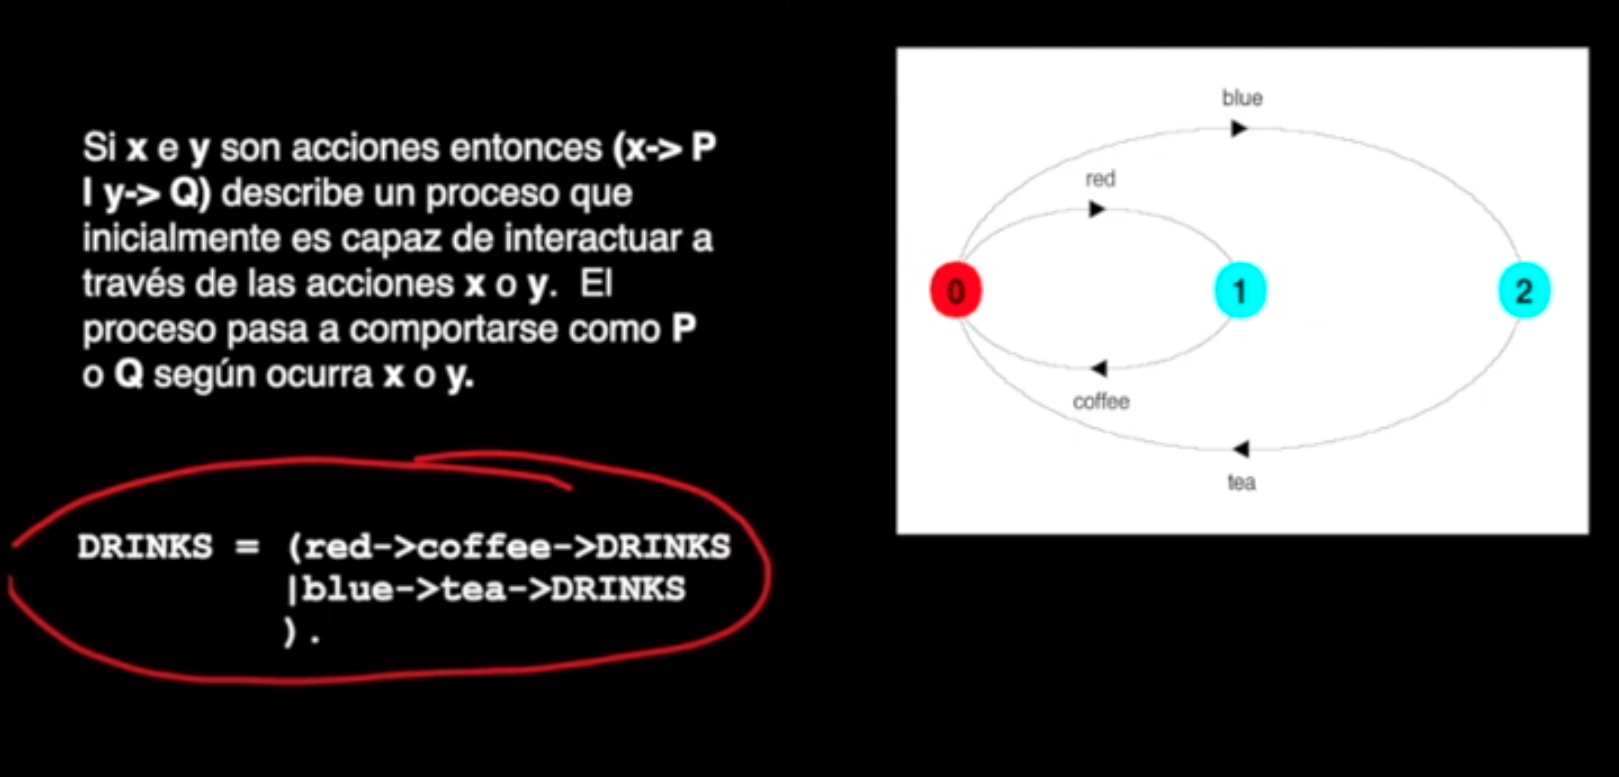 Si x e y son acciones entonces (x-> P
I y-> Q) describe un proceso que
inicialmente es capaz de interactuar a
través de las acciones x o y. El
proceso pasa a comportarse como P
o Q según ocurra x o y.
DRINKS = (red->coffee->DRINKS
|blue->tea->DRINKS
).
blue
red
0
1
2
coffee
tea